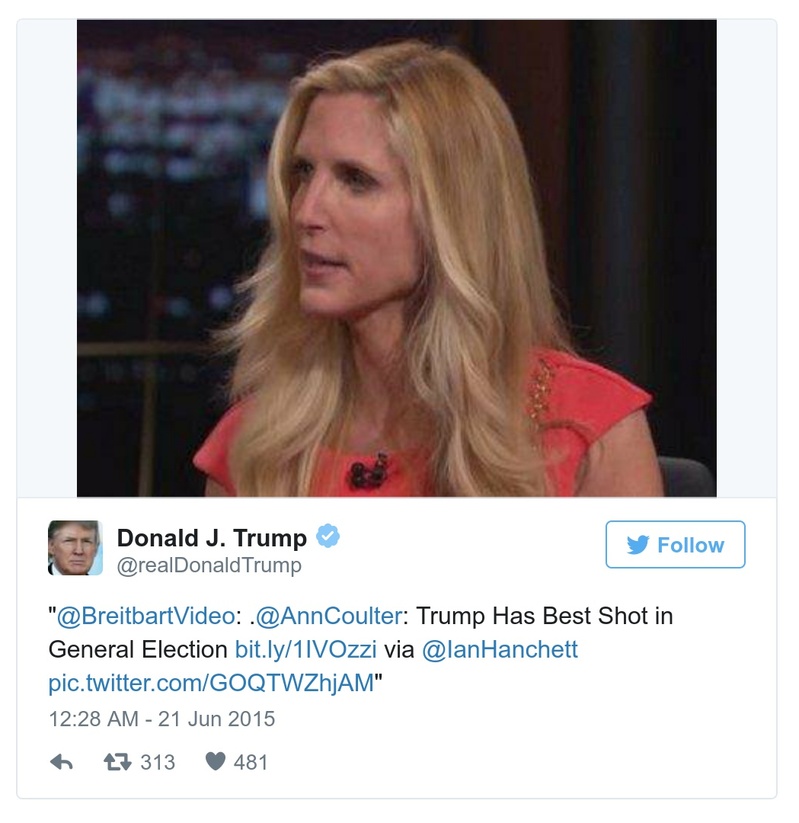 Donald J. Trump
@realDonaldTrump
Follow
"@BreitbartVideo: .@AnnCoulter: Trump Has Best Shot in
General Election bit.ly/1IVOzzi via @IanHanchett
pic.twitter.com/GOQTWZhjAM"
12:28 AM - 21 Jun 2015
313 481